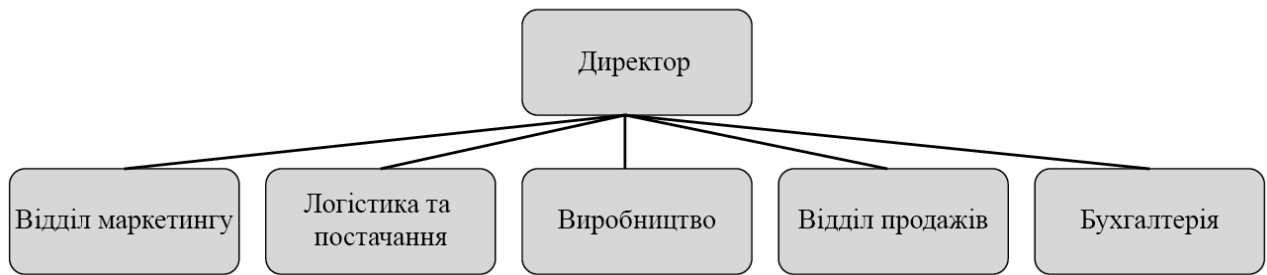 Директор
Відділ маркетингу
Логістика та
постачання
Виробництво
Відділ продажів
Бухгалтерія